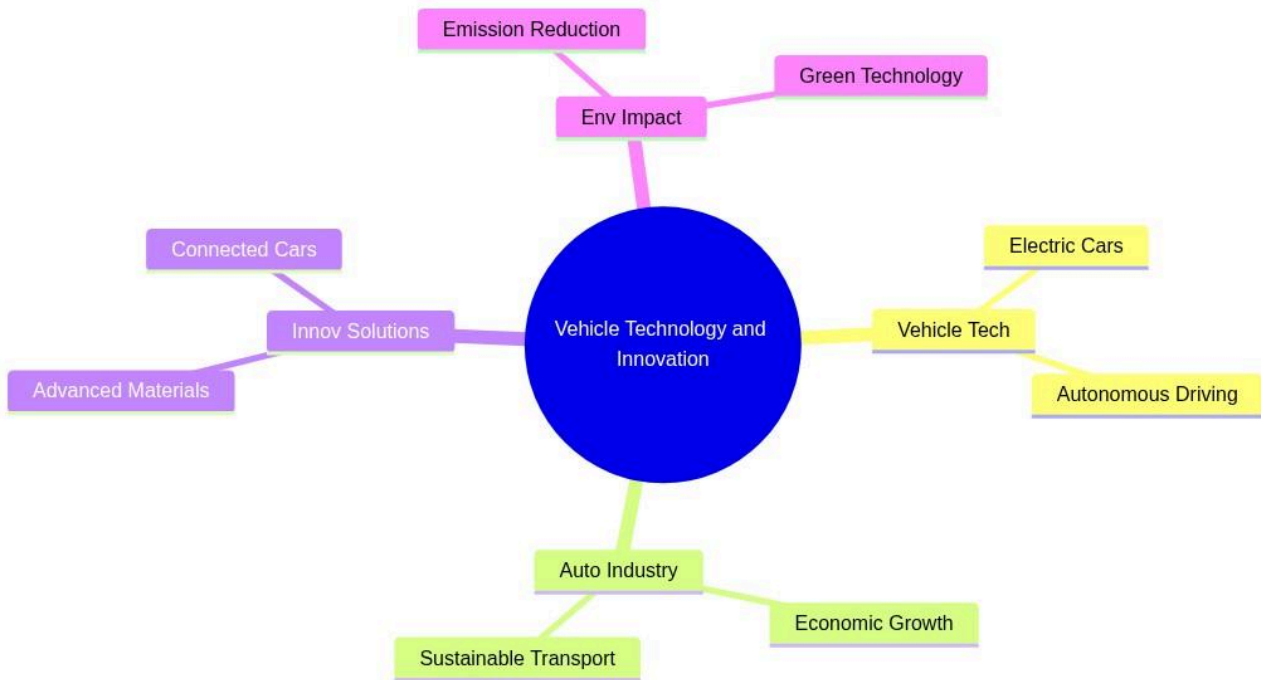 Emission Reduction
Green Technology
Env Impact
Connected Cars
Electric Cars
Innov Solutions
Vehicle Technology and
Innovation
Vehicle Tech
Advanced Materials
Autonomous Driving
Auto Industry
Economic Growth
Sustainable Transport